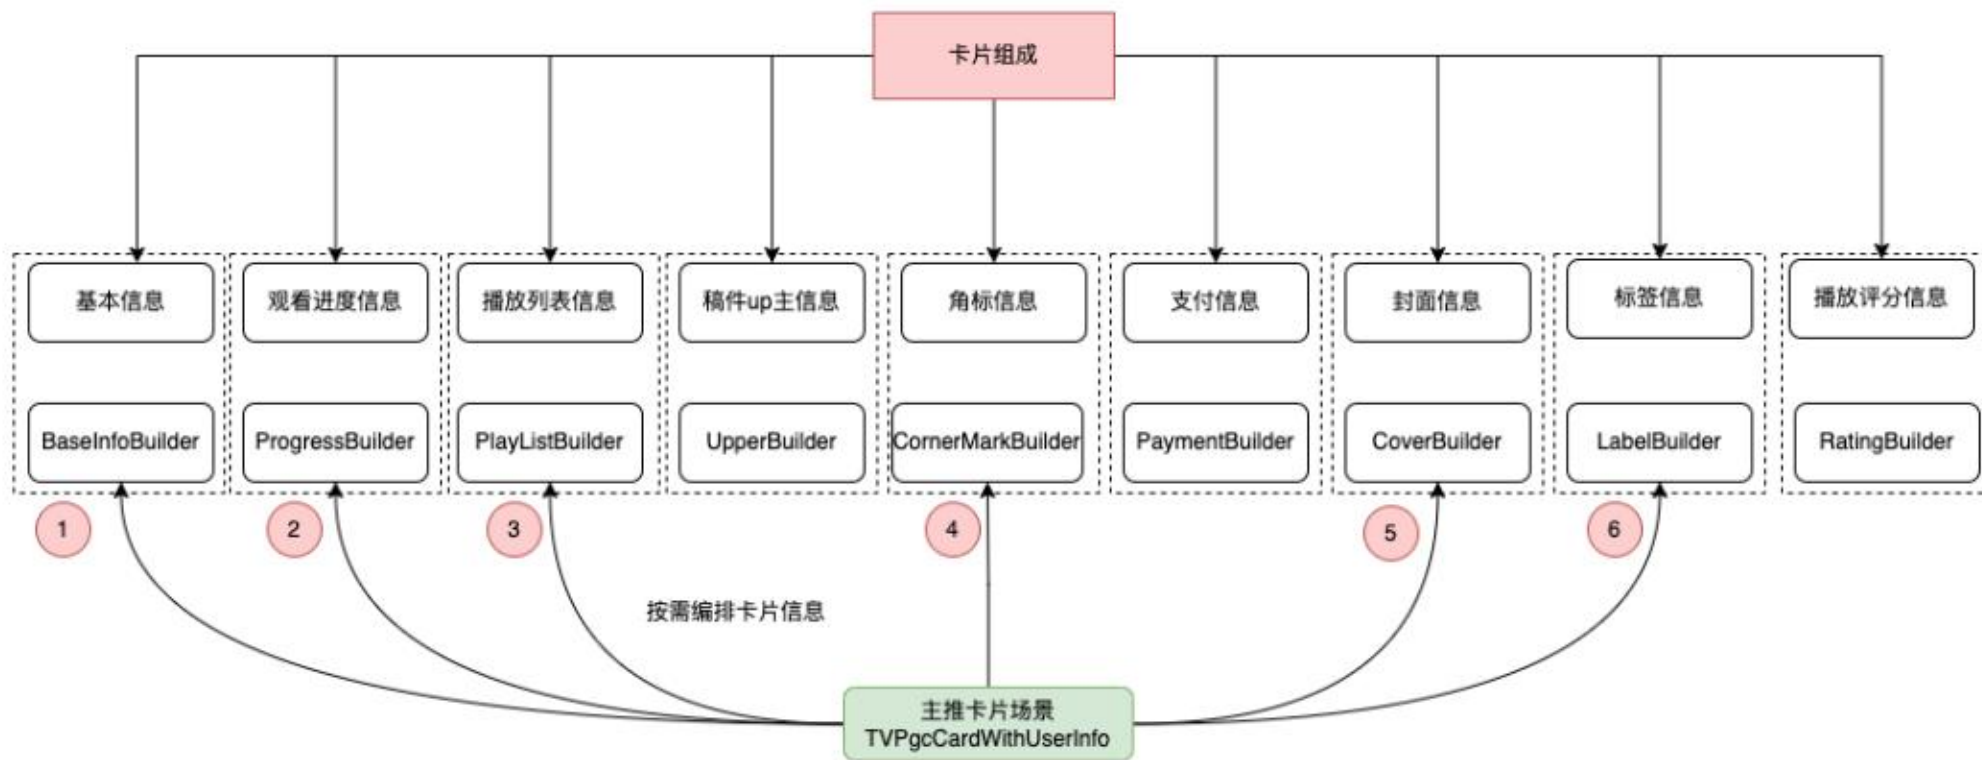 卡片组成
基本信息
观看进度信息
播放列表信息
稿件up主信息
角标信息
支付信息
封面信息
标签信息
播放评分信息
BaseInfoBuilder
ProgressBuilder
PlayListBuilder
UpperBuilder
CornerMarkBuilder
PaymentBuilder
CoverBuilder
LabelBuilder
RatingBuilder
1
2
3
4
5
6
按需编排卡片信息
主推卡片场景
TVPgcCardWithUserInfo